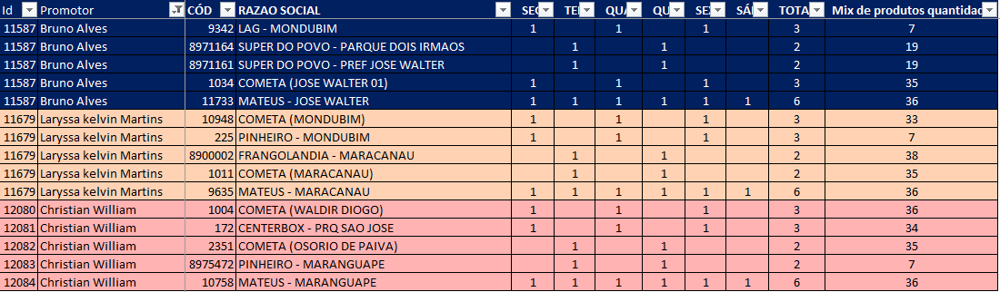 Id Promotor CÓD RAZAO SOCIAL SEG TER QUA QUI SEX SÁB TOTAL Mix de produtos quantidade
11587 Bruno Alves 9342 LAG - MONDUBIM 1 1 1 3 7
11587 Bruno Alves 8971164 SUPER DO POVO - PARQUE DOIS IRMAOS 1 1 2 19
11587 Bruno Alves 8971161 SUPER DO POVO - PREF JOSE WALTER 1 1 2 19
11587 Bruno Alves 1034 COMETA (JOSE WALTER 01) 1 1 1 3 35
11587 Bruno Alves 11733 MATEUS - JOSE WALTER 1 1 1 1 1 1 6 36
11679 Laryssa kelvin Martins 10948 COMETA (MONDUBIM) 1 1 1 3 33
11679 Laryssa kelvin Martins 225 PINHEIRO - MONDUBIM 1 1 1 3 7
11679 Laryssa kelvin Martins 8900002 FRANGOLANDIA - MARACANAU 1 1 2 38
11679 Laryssa kelvin Martins 1011 COMETA (MARACANAU) 1 1 2 35
11679 Laryssa kelvin Martins 9635 MATEUS - MARACANAU 1 1 1 1 1 1 6 36
12080 Christian William 1004 COMETA (WALDIR DIOGO) 1 1 1 3 36
12081 Christian William 172 CENTERBOX - PRQ SAO JOSE 1 1 1 3 34
12082 Christian William 2351 COMETA (OSORIO DE PAIVA) 1 1 2 35
12083 Christian William 8975472 PINHEIRO - MARANGUAPE 1 1 2 7
12084 Christian William 10758 MATEUS - MARANGUAPE 1 1 1 1 1 1 6 36